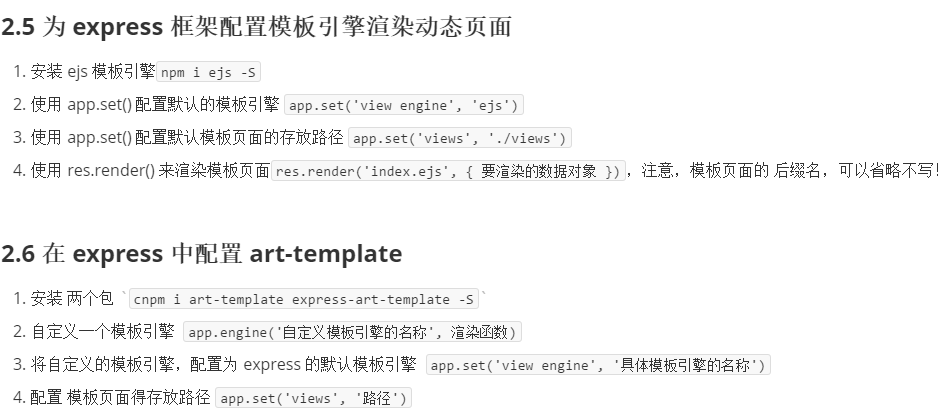 2.5 为 express 框架配置模板引擎渲染动态页面
1. 安装 ejs 模板引擎 npm i ejs -S
2. 使用 app.set() 配置默认的模板引擎 app.set('view engine', 'ejs')
3. 使用 app.set() 配置默认模板页面的存放路径 app.set('views', './views')
4. 使用 res.render() 来渲染模板页面 res.render('index.ejs', { 要渲染的数据对象 })，注意，模板页面的 后缀名，可以省略不写！
2.6 在 express 中配置 art-template
1. 安装 两个包 `cnpm i art-template express-art-template -S`
2. 自定义一个模板引擎 app.engine('自定义模板引擎的名称', 渲染函数)
3. 将自定义的模板引擎，配置为 express 的默认模板引擎 app.set('view engine', '具体模板引擎的名称')
4. 配置 模板页面得存放路径 app.set('views', '路径')